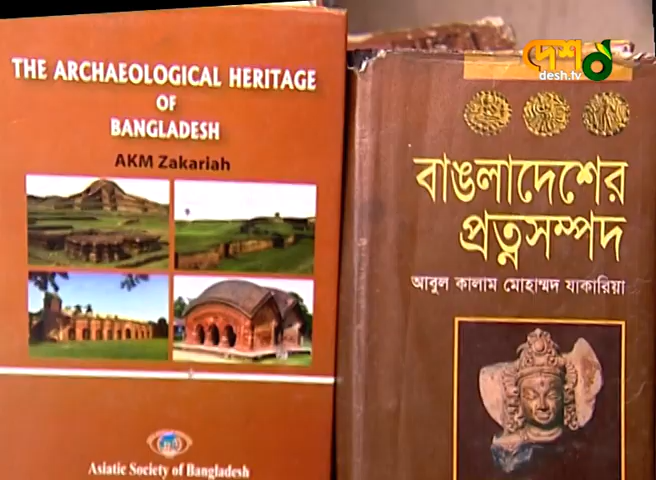 THE ARCHAEOLOGICAL HERITAGE
OF
BANGLADESH
AKM Zakariah
Asiatic Society of Bangladesh
দেশ
desh.tv
বাঙলাদেশের
প্রত্নসম্পদ
আবুল কালাম মোহাম্মদ যাকারিয়া